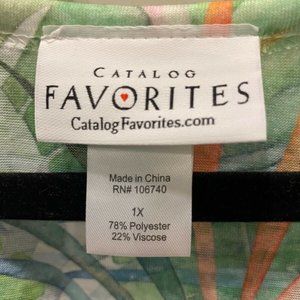 CATALOG
FAVORITES
CatalogFavorites.com
Made in China
RN# 106740
1X
78% Polyester
22% Viscose